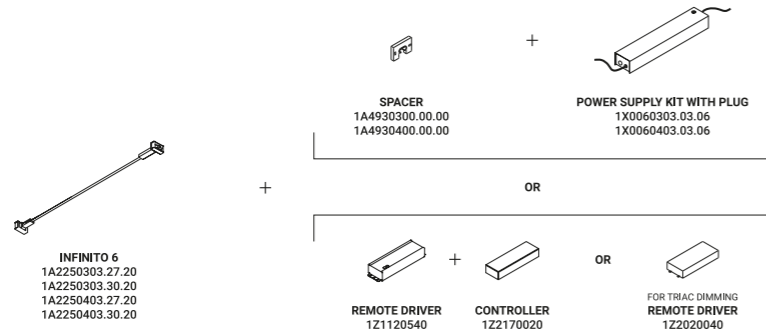 +
SPACER
1A4930300.00.00
1A4930400.00.00
POWER SUPPLY KIT WITH PLUG
1X0060303.03.06
1X0060403.03.06
+
OR
INFINITO 6
1A2250303.27.20
1A2250303.30.20
1A2250403.27.20
1A2250403.30.20
+
OR
REMOTE DRIVER
1Z1120540
CONTROLLER
1Z2170020
FOR TRIAC DIMMING
REMOTE DRIVER
1Z2020040